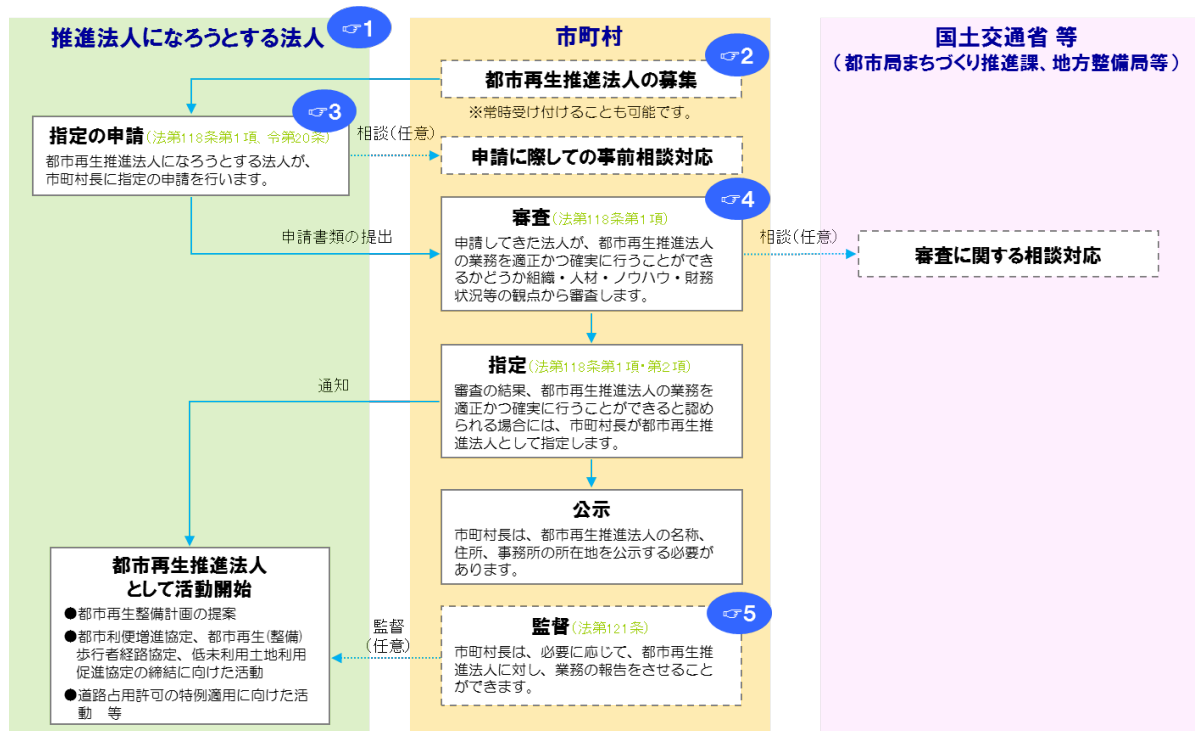 推進法人になろうとする法人
☞1
市町村
国土交通省 等
(都市局まちづくり推進課、地方整備局等)
☞2
都市再生推進法人の募集
※常時受け付けることも可能です。
☞3
指定の申請(法第118条第1項、令第20条)
都市再生推進法人になろうとする法人が、
市町村長に指定の申請を行います。
相談(任意)
申請に際しての事前相談対応
申請書類の提出
☞4
審査(法第118条第1項)
申請してきた法人が、都市再生推進法人
の業務を適正かつ確実に行うことができ
るかどうか組織・人材・ノウハウ・財務
状況等の観点から審査します。
相談(任意)
審査に関する相談対応
指定(法第118条第1項・第2項)
審査の結果、都市再生推進法人の業務を
適正かつ確実に行うことができると認め
られる場合には、市町村長が都市再生推
進法人として指定します。
通知
公示
市町村長は、都市再生推進法人の名称、
住所、事務所の所在地を公示する必要が
あります。
都市再生推進法人
として活動開始
●都市再生整備計画の提案
●都市利便増進協定、都市再生(整備)
歩行者経路協定、低未利用土地利用
促進協定の締結に向けた活動
●道路占用許可の特例適用に向けた活
動 等
監督
(任意)
☞5
監督(法第121条)
市町村長は、必要に応じて、都市再生推
進法人に対し、業務の報告をさせること
ができます。